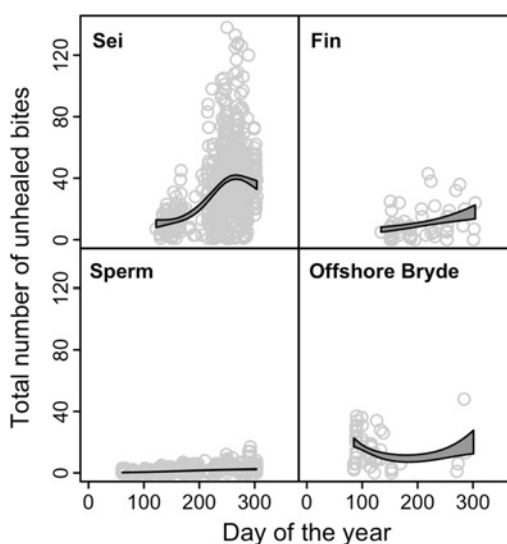 Total number of unhealed bites
Sei
Fin
0 40 80 120
Sperm
Offshore Bryde
0 40 80 120
0 100 200 300 0 100 200 300
Day of the year